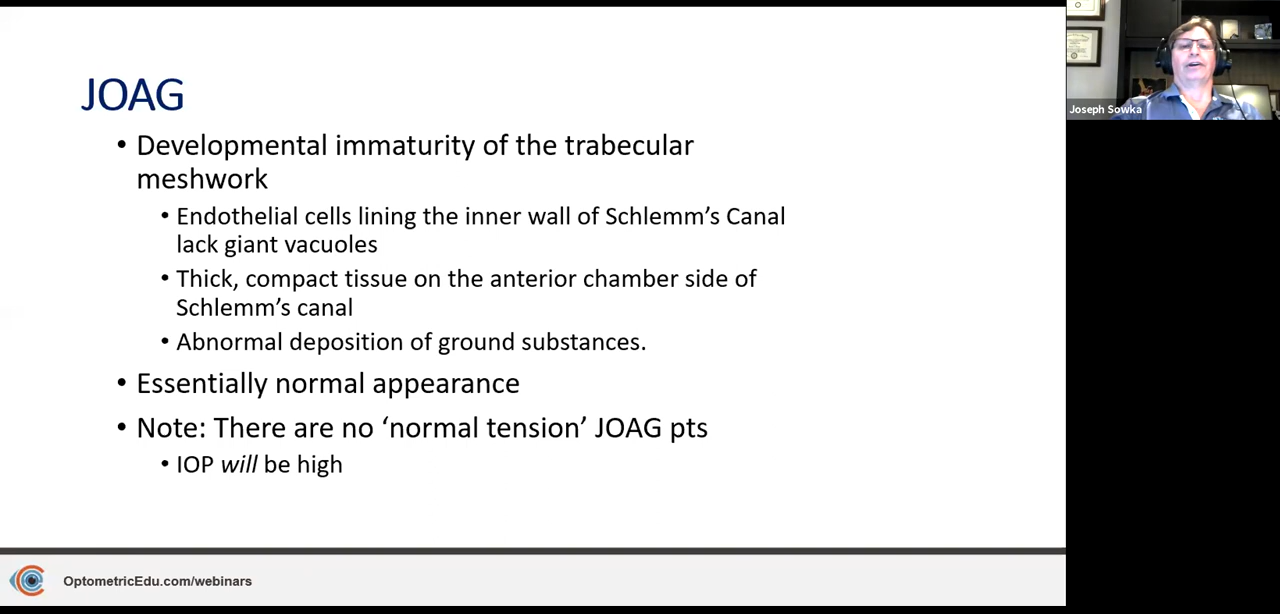 JOAG
• Developmental immaturity of the trabecular
meshwork
• Endothelial cells lining the inner wall of Schlemm’s Canal
lack giant vacuoles
• Thick, compact tissue on the anterior chamber side of
Schlemm’s canal
• Abnormal deposition of ground substances.
• Essentially normal appearance
• Note: There are no ‘normal tension’ JOAG pts
• IOP will be high
OptometricEdu.com/webinars
Joseph Sowka